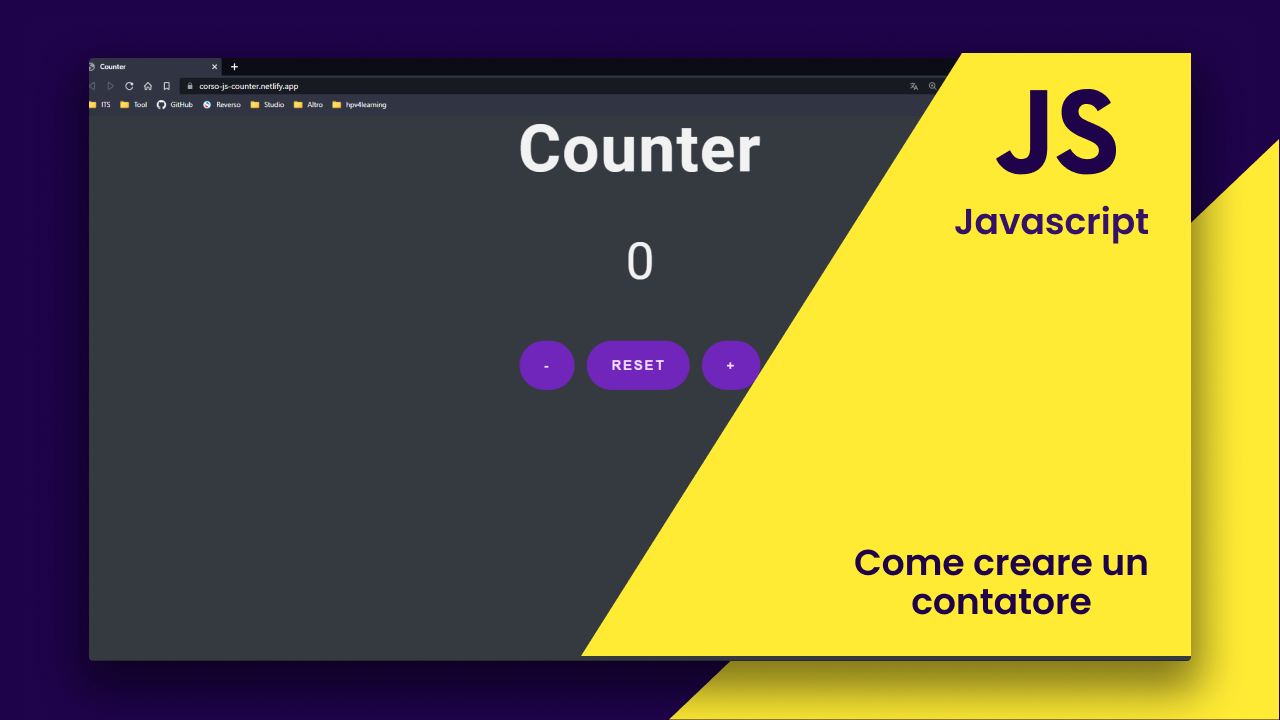 Counter
corso-js-counter.netlify.app
ITS Tool GitHub Reverso Studio Altro hpv4learning
Counter
0
- RESET +
JS
Javascript
Come creare un
contatore